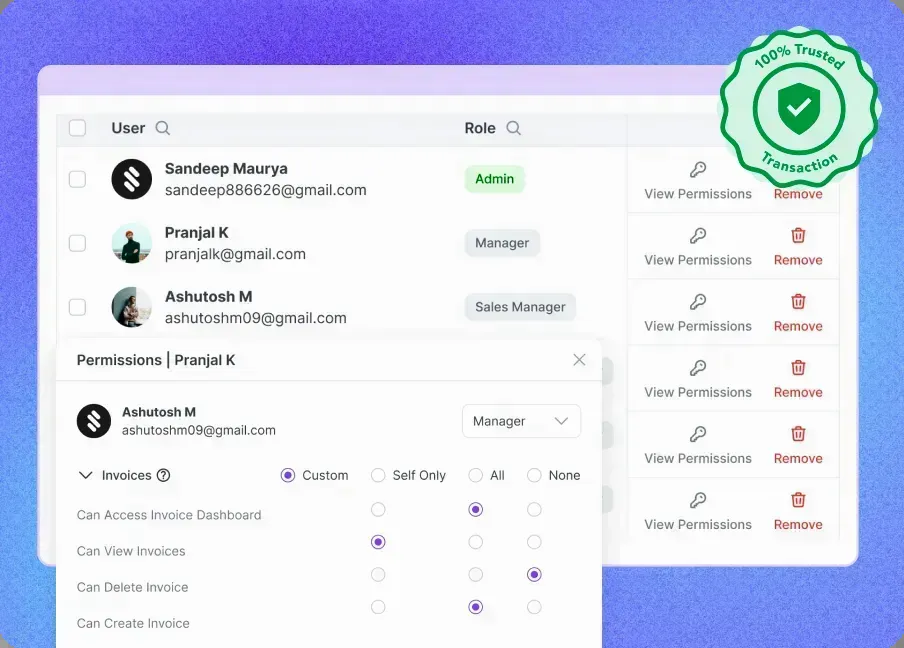 100% Trusted
Transaction
User Role
Sandeep Maurya
sandeep886626@gmail.com
Admin
View Permissions Remove
Pranjal K
pranjalk@gmail.com
Manager
View Permissions Remove
Ashutosh M
ashutoshm09@gmail.com
Sales Manager
View Permissions Remove
View Permissions Remove
View Permissions Remove
View Permissions Remove
Permissions | Pranjal K
Ashutosh M
ashutoshm09@gmail.com
Manager
Invoices ? Custom Self Only All None
Can Access Invoice Dashboard
Can View Invoices
Can Delete Invoice
Can Create Invoice